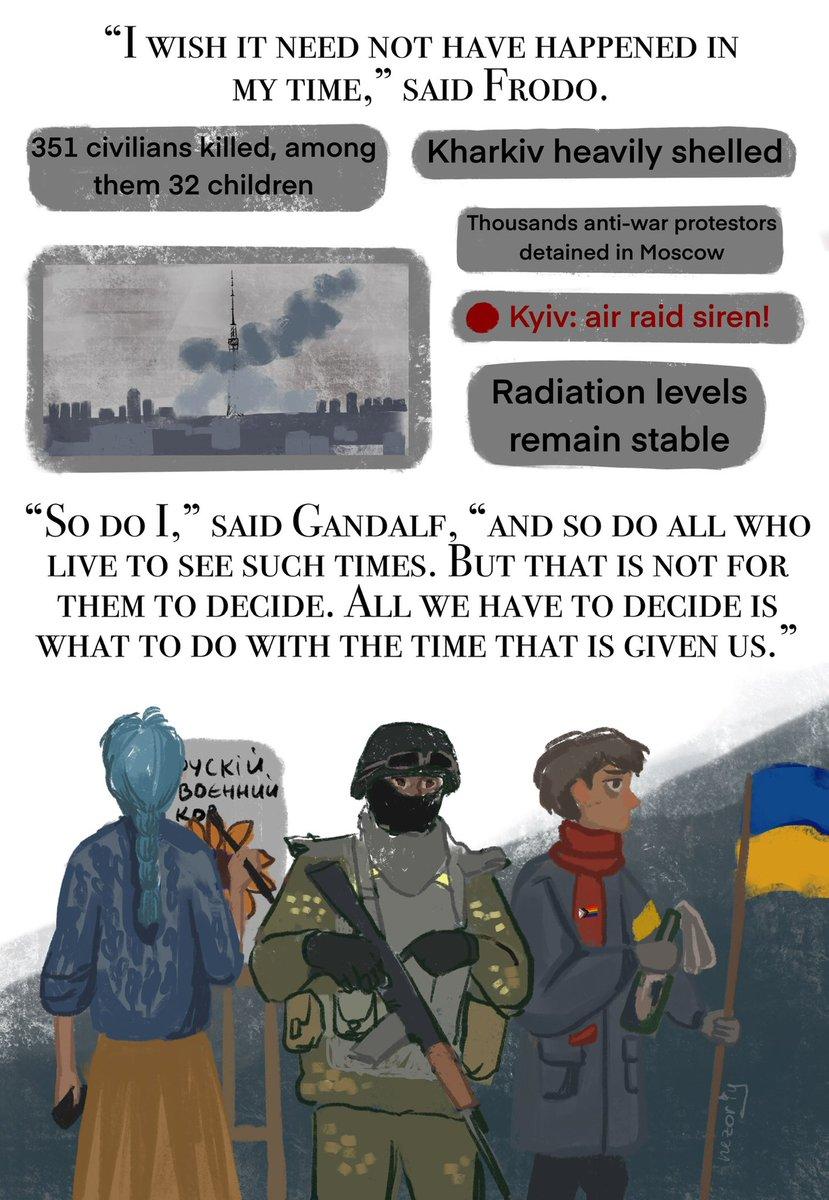 “I wish it need not have happened in
my time,” said Frodo.
351 civilians killed, among
them 32 children
Kharkiv heavily shelled
Thousands anti-war protestors
detained in Moscow
Kyiv: air raid siren!
Radiation levels
remain stable
“So do I,” said Gandalf, “and so do all who
live to see such times. But that is not for
them to decide. All we have to decide is
what to do with the time that is given us.”
РУСКІЙ
ВОЕННИЙ
КОР
nezoriy